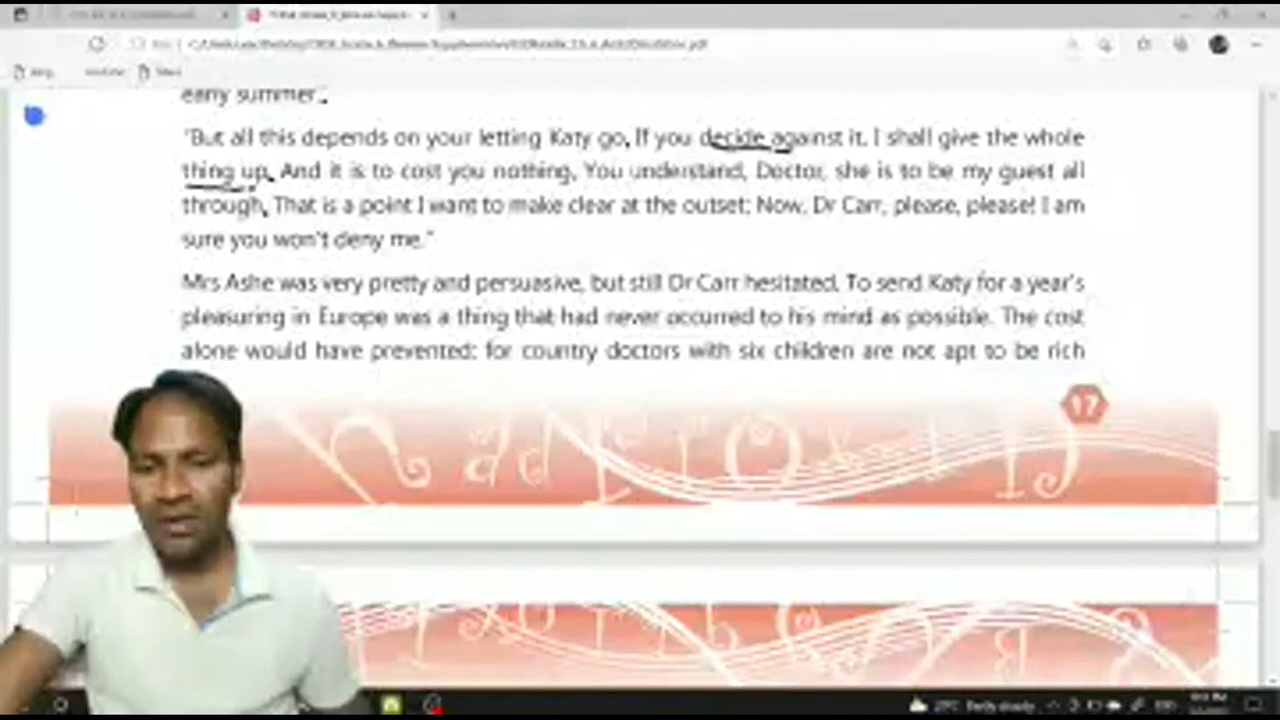 early summer.
"But all this depends on your letting Katy go. If you decide against it, I shall give the whole
thing up. And it is to cost you nothing. You understand, Doctor, she is to be my guest all
through. That is a point I want to make clear at the outset; Now, Dr Carr, please, please! I am
sure you won't deny me."
Mrs Ashe was very pretty and persuasive, but still Dr Carr hesitated. To send Katy for a year's
pleasuring in Europe was a thing that had never occurred to his mind as possible. The cost
alone would have prevented; for country doctors with six children are not apt to be rich
17